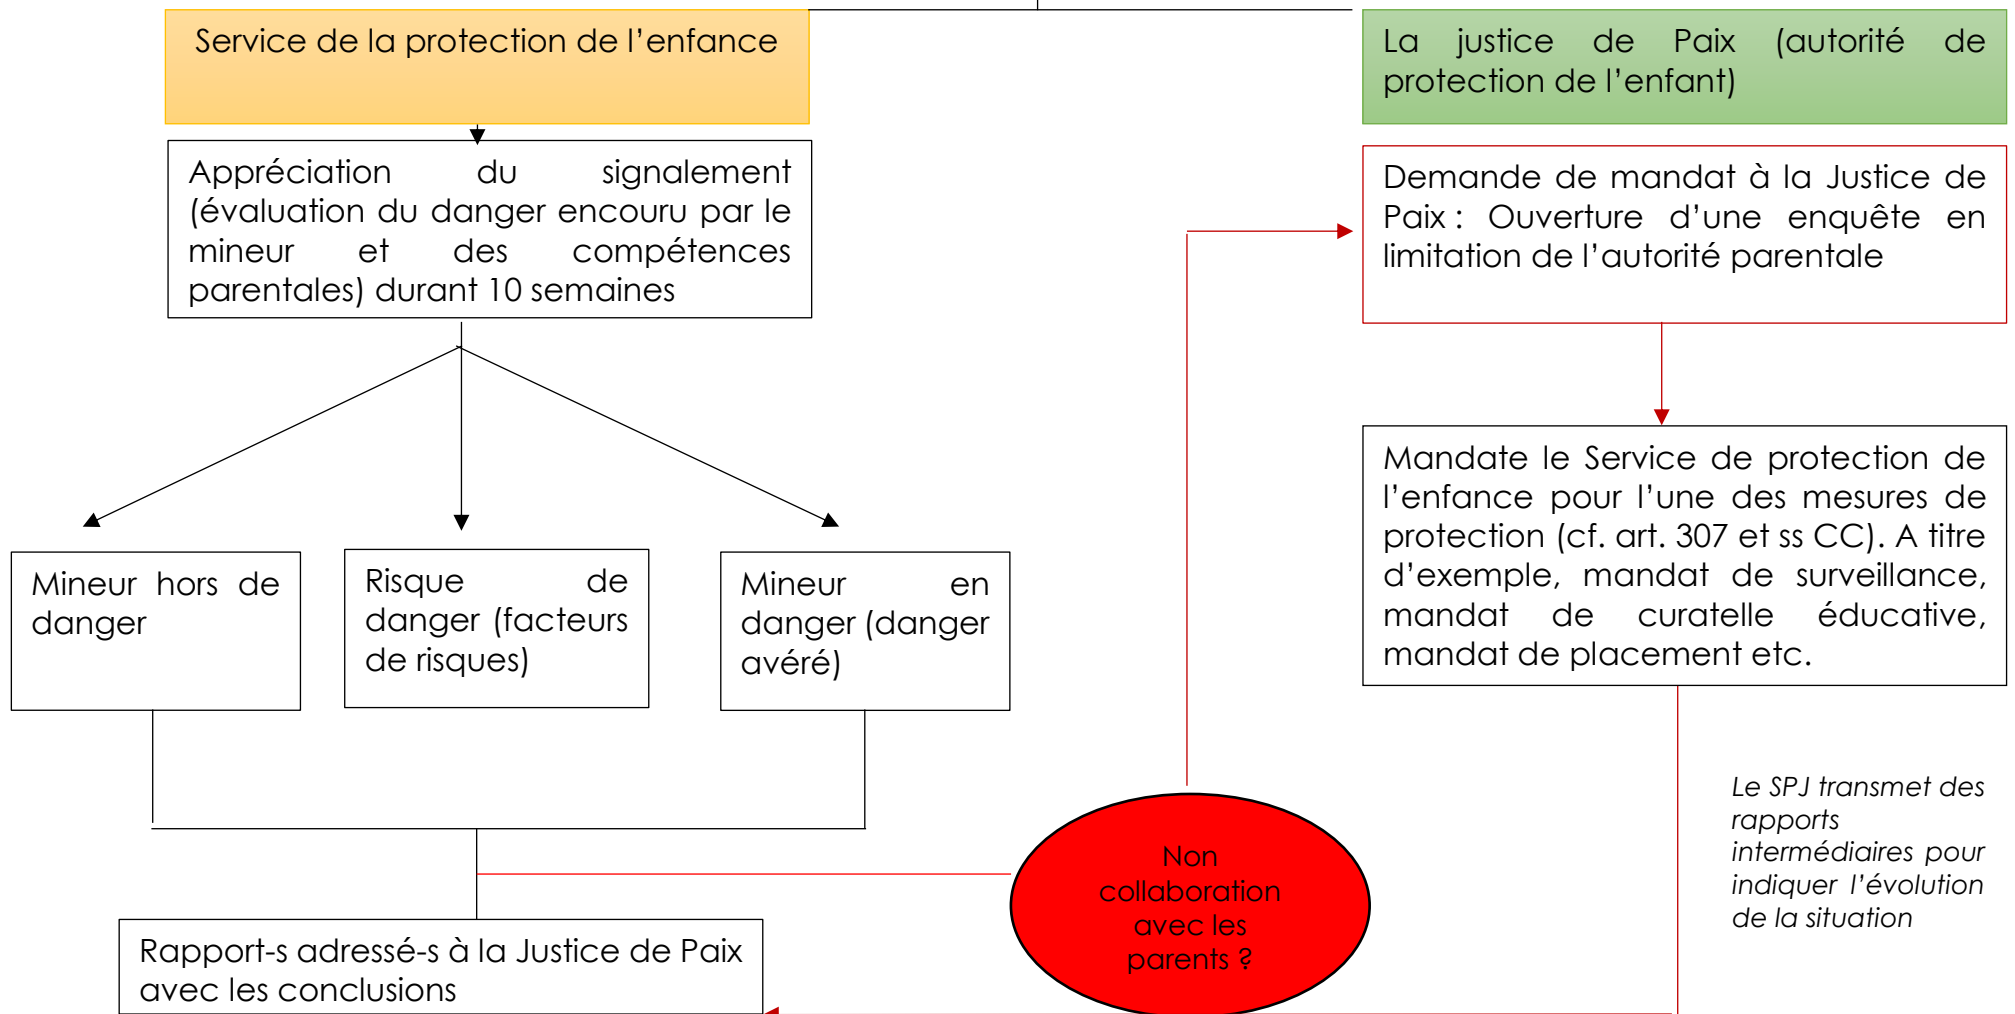 Service de la protection de l’enfance
La justice de Paix (autorité de
protection de l’enfant)
Appréciation du signalement
(évaluation du danger encouru par le
mineur et des compétences
parentales) durant 10 semaines
Demande de mandat à la Justice de
Paix : Ouverture d’une enquête en
limitation de l’autorité parentale
Mandate le Service de protection de
l’enfance pour l’une des mesures de
protection (cf. art. 307 et ss CC). A titre
d’exemple, mandat de surveillance,
mandat de curatelle éducative,
mandat de placement etc.
Mineur hors de
danger
Risque de
danger (facteurs
de risques)
Mineur en
danger (danger
avéré)
Le SPJ transmet des
rapports
intermédiaires pour
indiquer l’évolution
de la situation
Non
collaboration
avec les
parents ?
Rapport-s adressé-s à la Justice de Paix
avec les conclusions